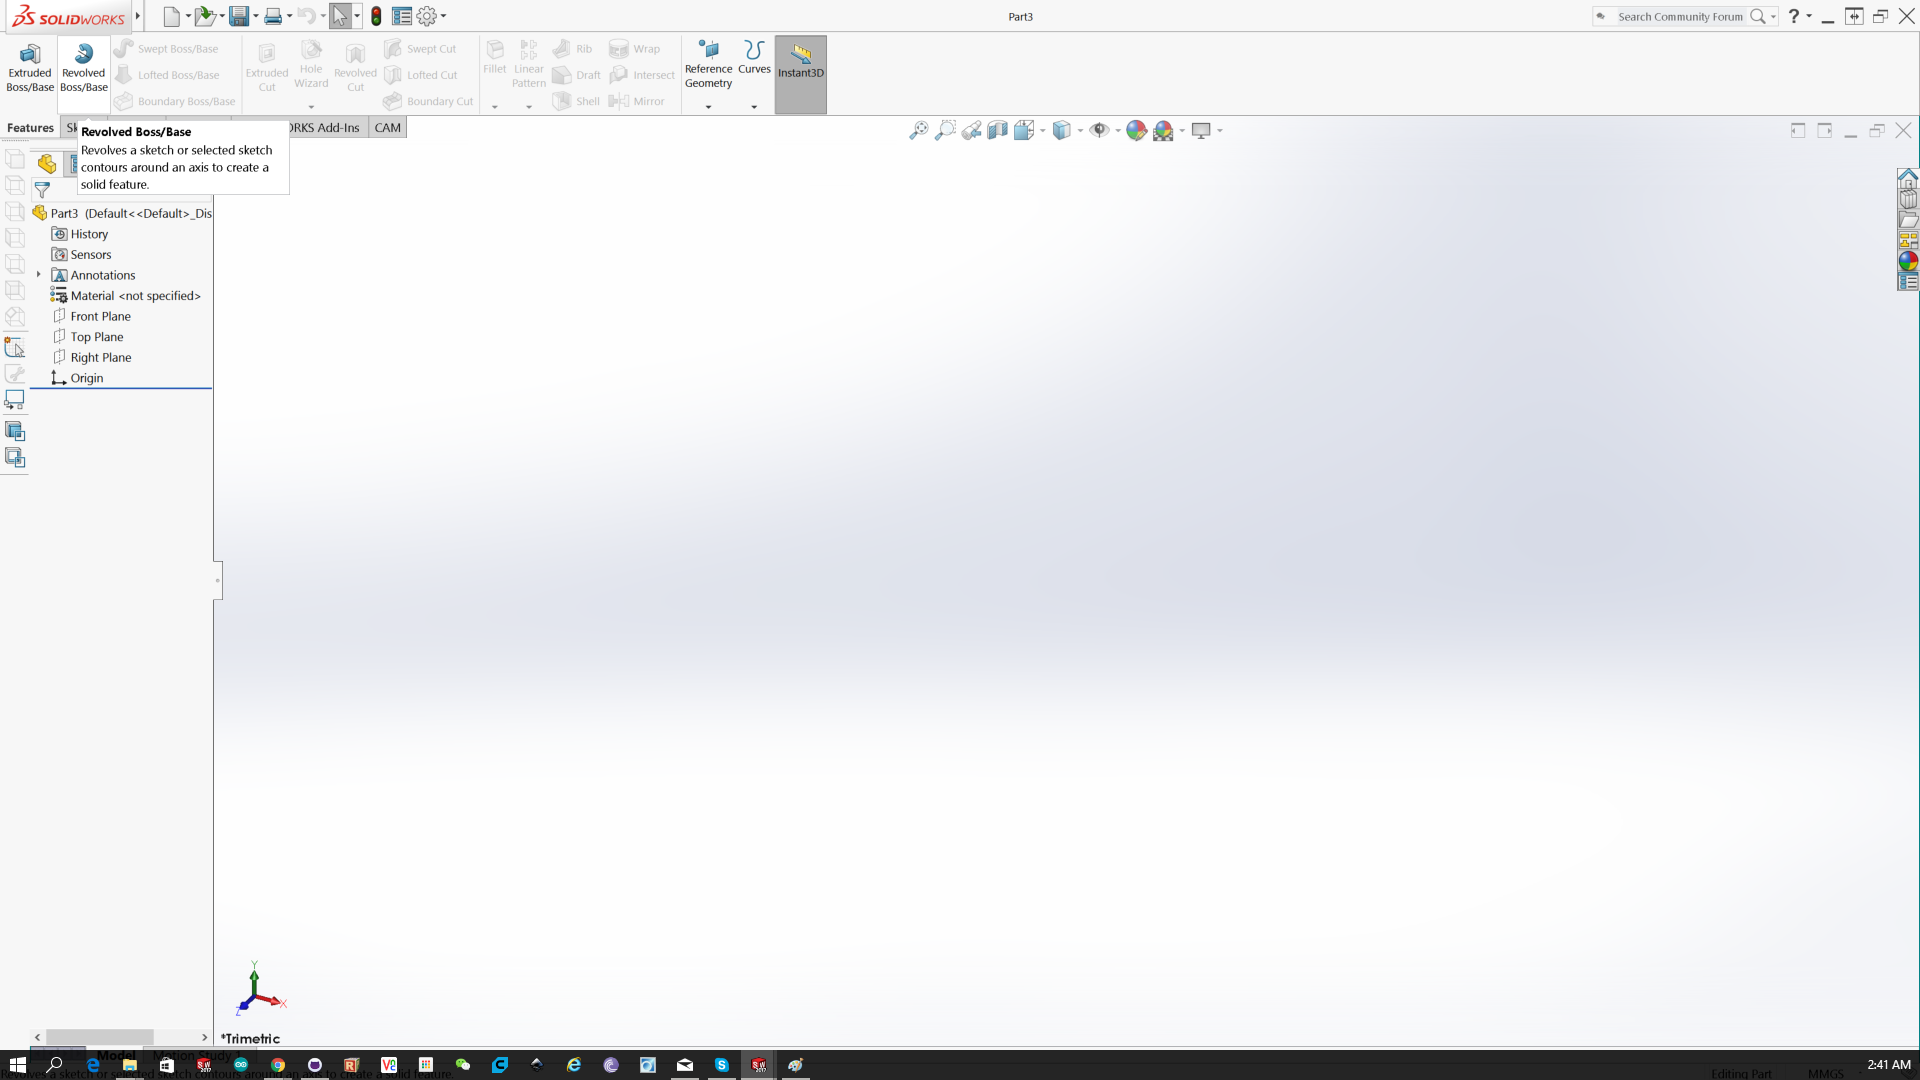 SOLIDWORKS
Part3
Search Community Forum
?
Extruded
Boss/Base
Revolved
Boss/Base
Swept Boss/Base
Lofted Boss/Base
Boundary Boss/Base
Extruded
Cut
Hole
Wizard
Revolved
Cut
Swept Cut
Lofted Cut
Boundary Cut
Fillet
Linear
Pattern
Rib
Draft
Shell
Wrap
Intersect
Mirror
Reference
Geometry
Curves
Instant3D
Features
Sk
ORKS Add-Ins
CAM
Revolved Boss/Base
Revolves a sketch or selected sketch
contours around an axis to create a
solid feature.
Part3 (Default<<Default>_Dis
History
Sensors
Annotations
Material <not specified>
Front Plane
Top Plane
Right Plane
Origin
Y
X
Z
*Trimetric
Model
Motion Study
2:41 AM
Revolves a sketch or selected sketch contours around an axis to create a solid feature.
Editing Part
MMGS